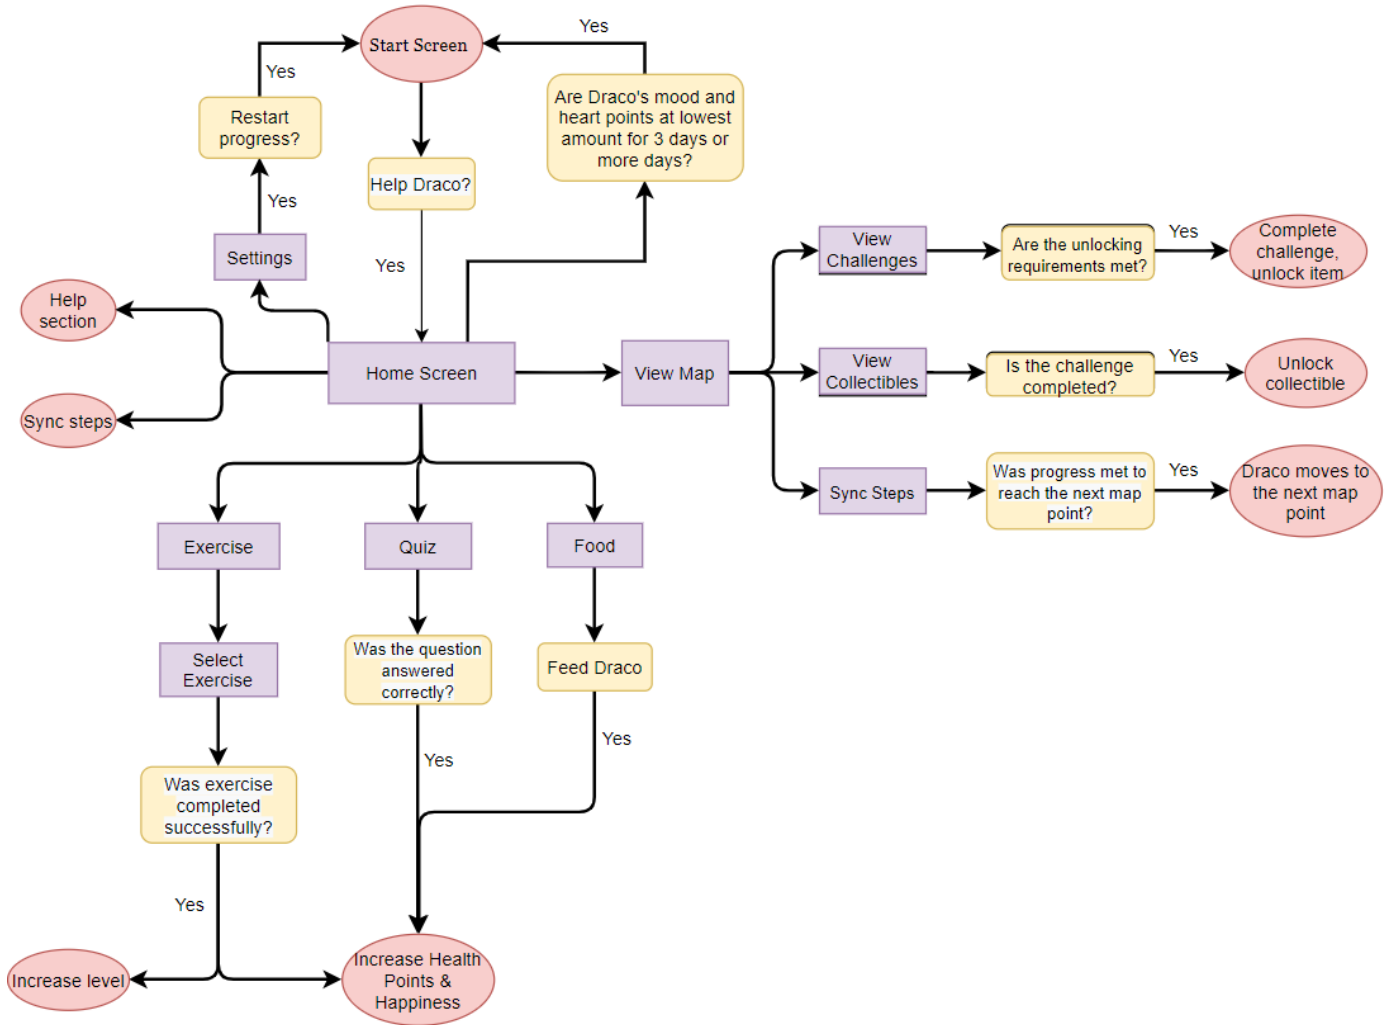 Start Screen
Yes
Yes
Restart
progress?
Are Draco's mood and
heart points at lowest
amount for 3 days or
more days?
Help Draco?
Yes
Settings
Yes
Help
section
Sync steps
Home Screen
View Map
View
Challenges
Are the unlocking
requirements met?
Yes
Complete
challenge,
unlock item
View
Collectibles
Is the challenge
completed?
Yes
Unlock
collectible
Sync Steps
Was progress met to
reach the next map
point?
Yes
Draco moves to
the next map
point
Exercise
Quiz
Food
Select
Exercise
Was the question
answered
correctly?
Feed Draco
Yes
Yes
Was exercise
completed
successfully?
Yes
Increase level
Increase Health
Points &
Happiness